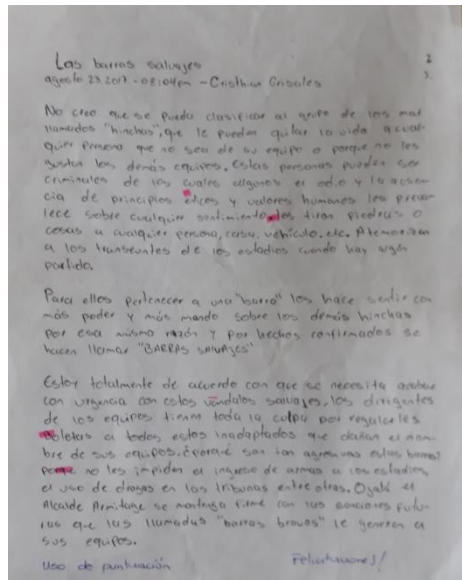 Las barras salvajes
agosto 23 2017 - 08:04pm - Cristhian Grisales
No creo que se pueda clasificar al grupo de los mal
llamados "hinchas", que le pueden quitar la vida a cual-
quier persona que no sea de su equipo o porque no les
gustan los demás equipos. Estas personas pueden ser
criminales de los cuales algunos el odio y la ausen-
cia de principios éticos y valores humanos les preva-
lece sobre cualquier sentimiento, les tiran piedras o
cosas a cualquier persona, casa, vehículo, etc. Atemorizan
a los transeuntes de los estadios cuando hay algún
partido.
Para ellos pertenecer a una "barra" los hace sentir con
más poder y más mando sobre los demás hinchas
por esa misma razón y por hechos confirmados se
hacen llamar "BARRAS SALVAJES"
Estoy totalmente de acuerdo con que se necesita acabar
con urgencia con estos vándalos salvajes, los dirigentes
de los equipos tienen toda la culpa por regalarles
boletas a todos estos inadaptados que dañan el nom-
bre de sus equipos. ¿porqué son tan agresivas estas barras?
porque no les impiden el ingreso de armas a los estadios
el uso de drogas en las tribunas entre otras. Ojalá el
Alcalde Armitage se mantenga firme con las sanciones futu-
ras que las llamadas "barras bravas" le generen a
sus equipos.
Uso de puntuación
Felicitaciones!